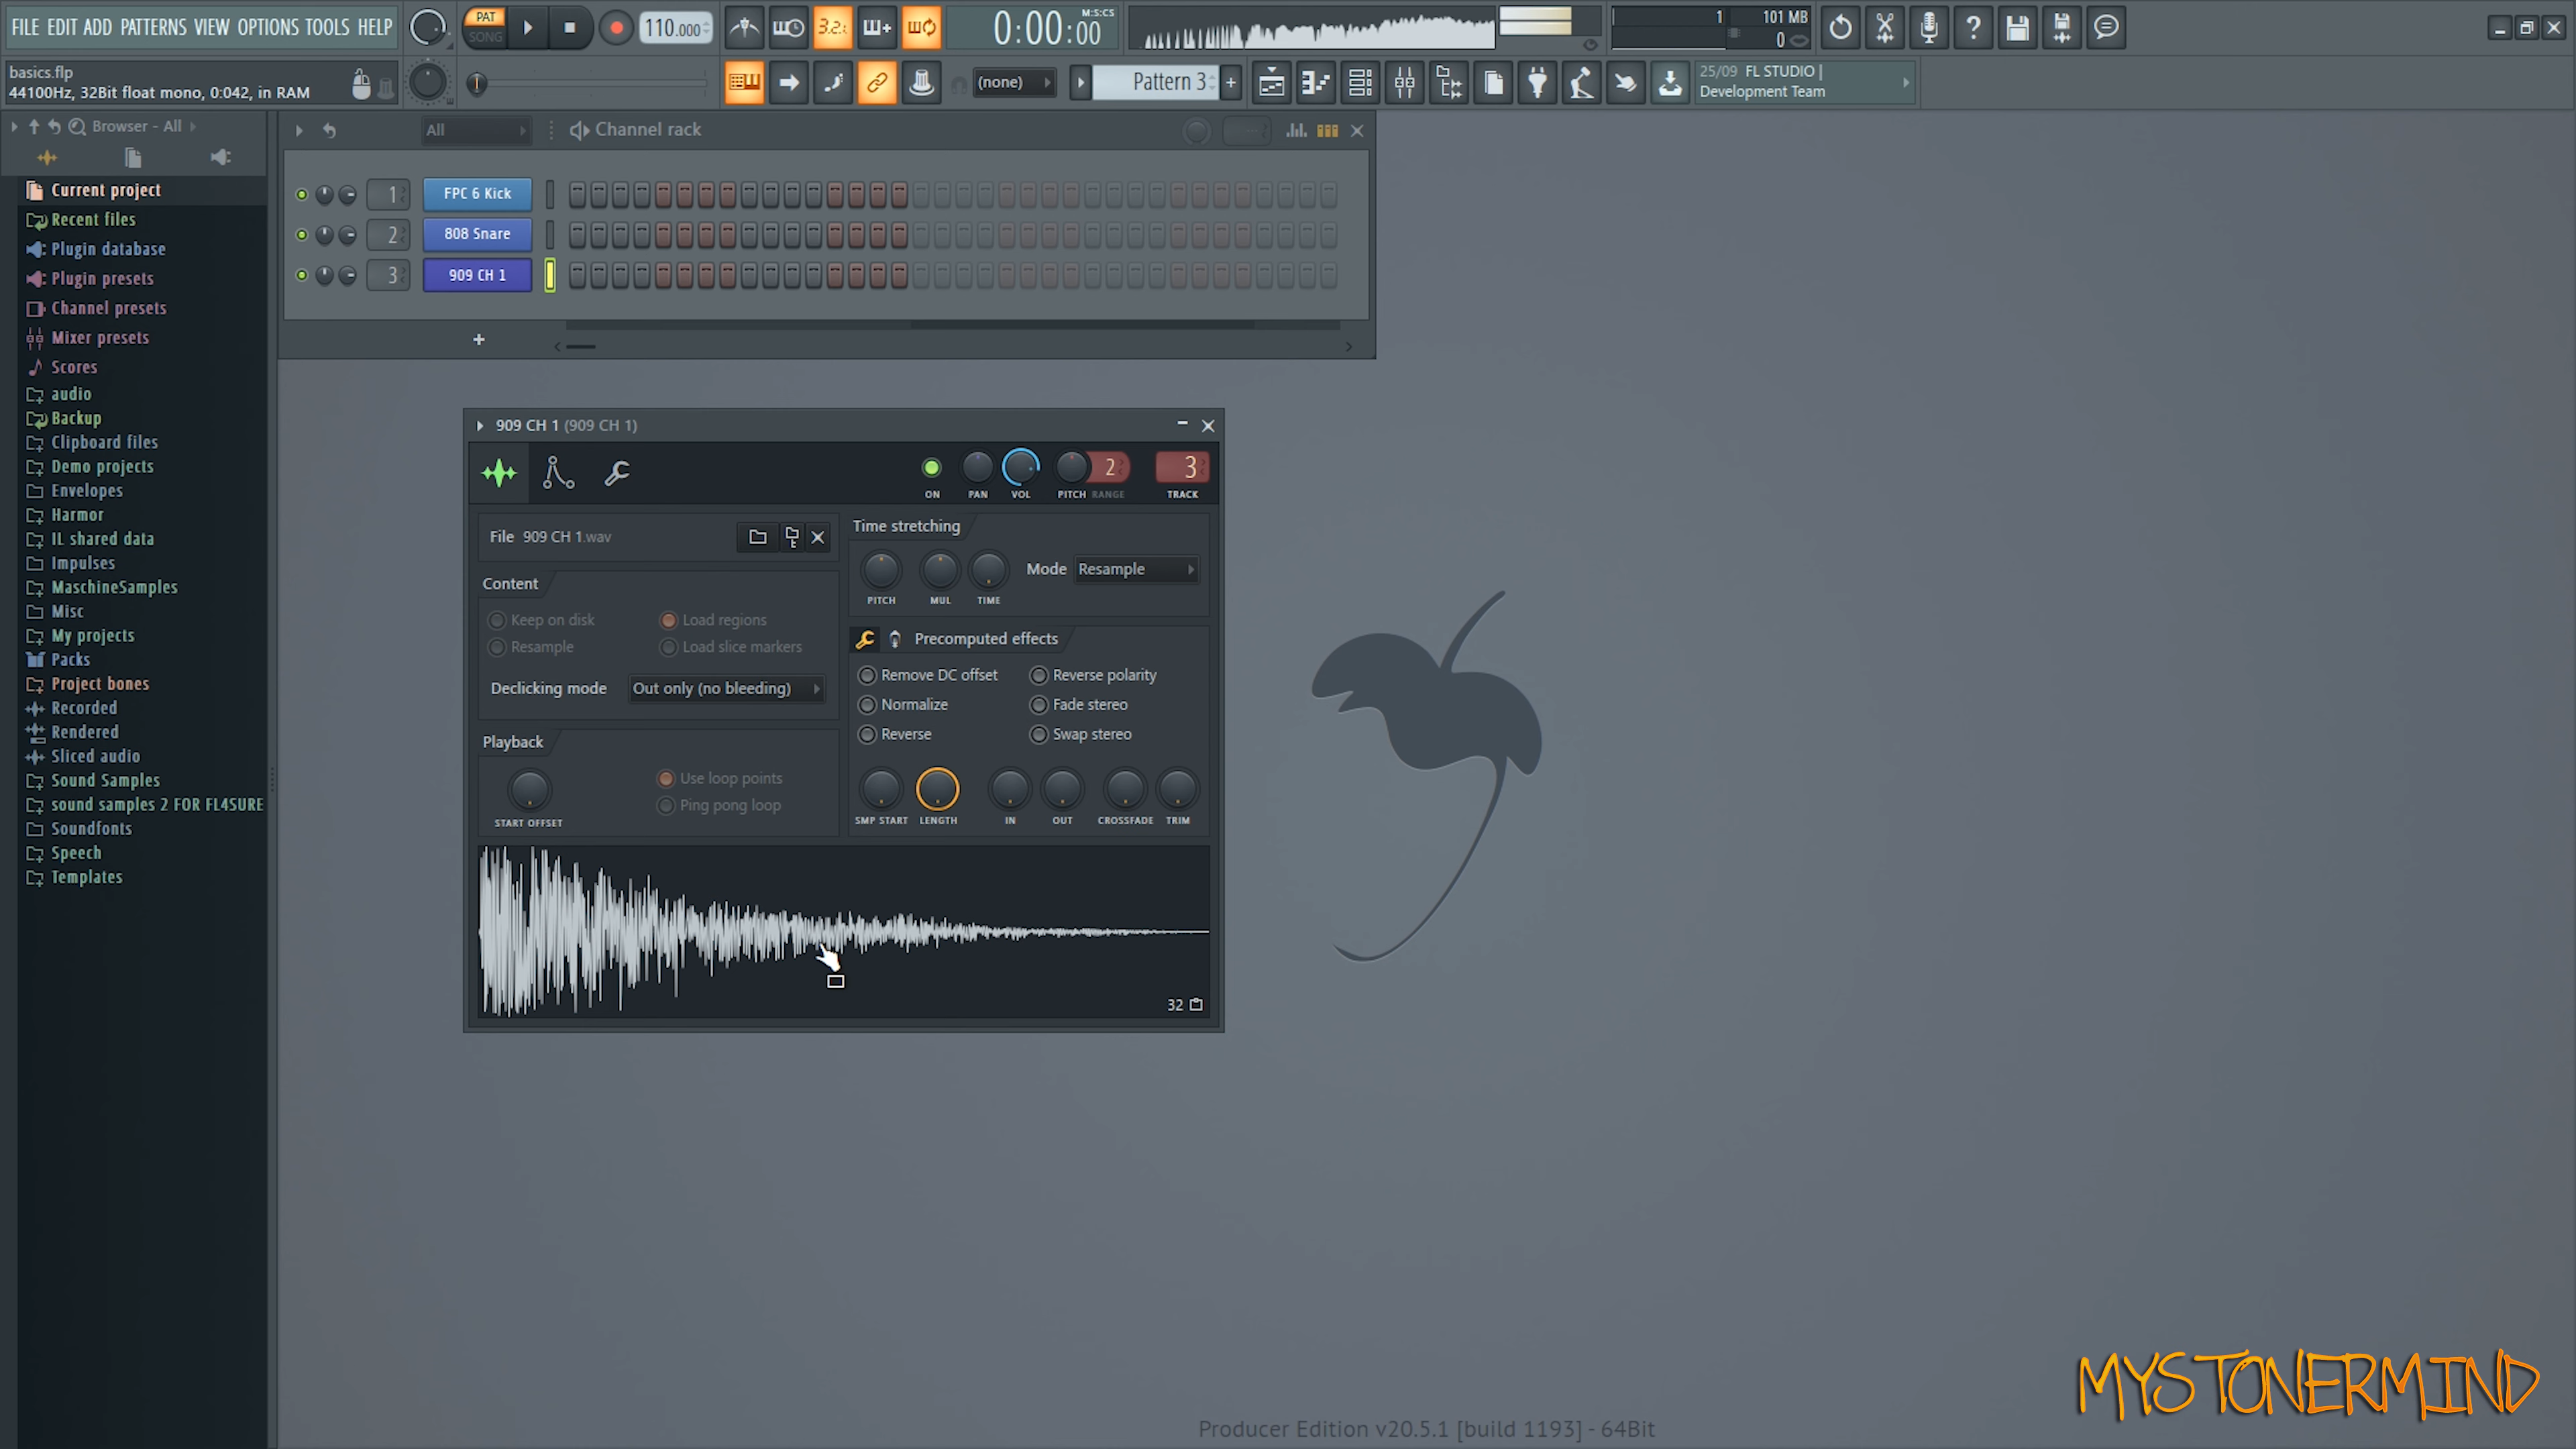 FILE EDIT ADD PATTERNS VIEW OPTIONS TOOLS HELP
PAT
SONG
110.000
3.2.
0:00:00
M:S:CS
1
101 MB
0
basics.flp
44100Hz, 32Bit float mono, 0:042, in RAM
(none)
Pattern 3
25/09 FL STUDIO |
Development Team
Browser - All
All
Channel rack
Current project
Recent files
Plugin database
Plugin presets
Channel presets
Mixer presets
Scores
audio
Backup
Clipboard files
Demo projects
Envelopes
Harmor
IL shared data
Impulses
MaschineSamples
Misc
My projects
Packs
Project bones
Recorded
Rendered
Sliced audio
Sound Samples
sound samples 2 FOR FL4SURE
Soundfonts
Speech
Templates
1 FPC 6 Kick
2 808 Snare
3 909 CH 1
909 CH 1 (909 CH 1)
2
3
ON PAN VOL PITCH RANGE TRACK
File 909 CH 1.wav
Content
Keep on disk
Load regions
Resample
Load slice markers
Declicking mode Out only (no bleeding)
Playback
Use loop points
Ping pong loop
START OFFSET
Time stretching
Mode Resample
PITCH MUL TIME
Precomputed effects
Remove DC offset
Reverse polarity
Normalize
Fade stereo
Reverse
Swap stereo
SMP START LENGTH IN OUT CROSSFADE TRIM
32
MYSTONERMIND
Producer Edition v20.5.1 [build 1193] - 64Bit